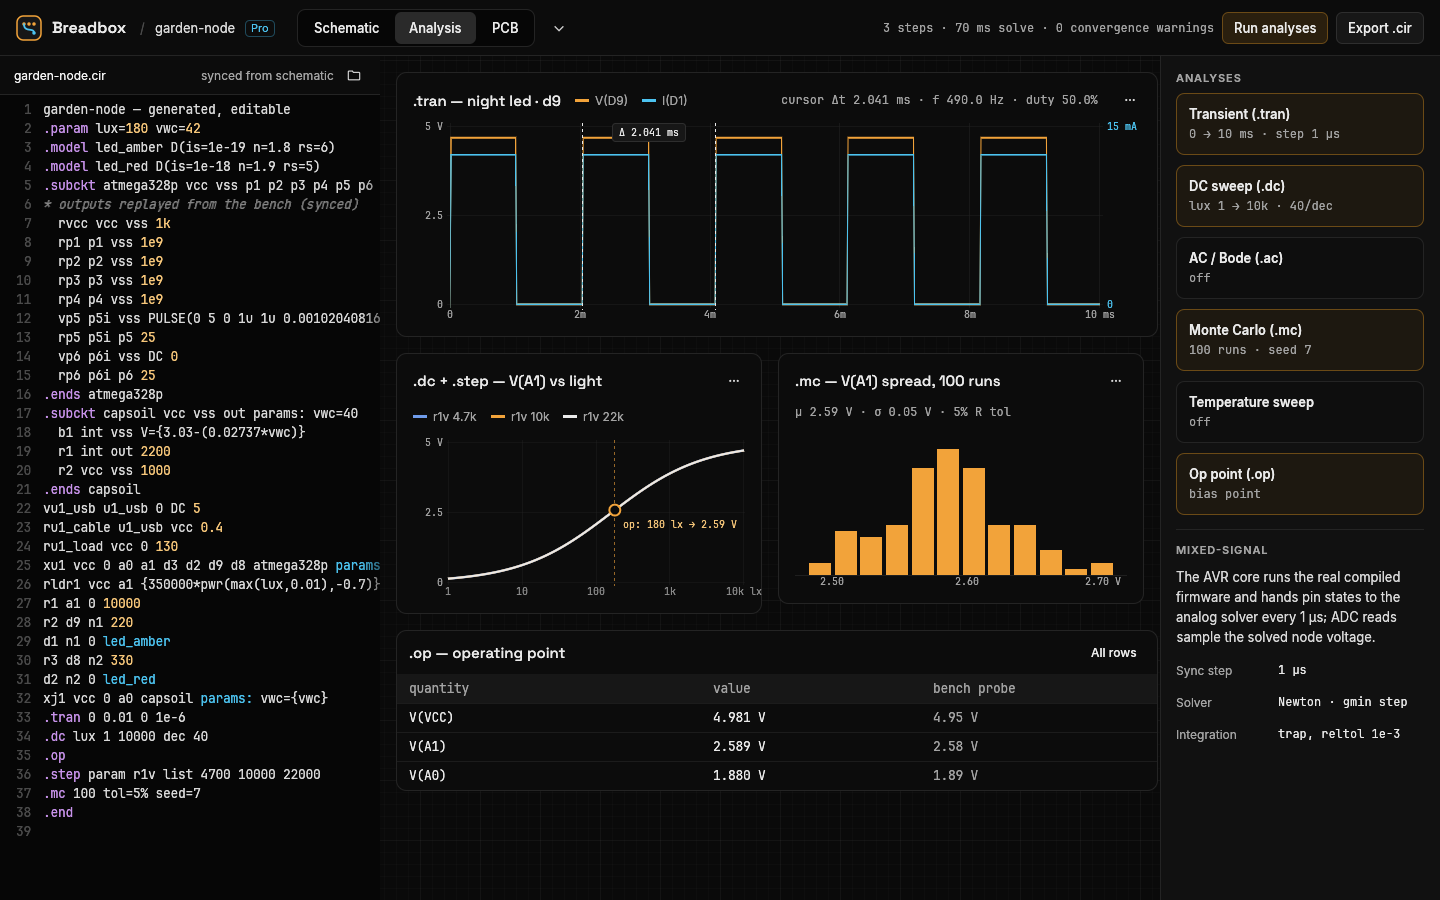 Breadbox / garden-node Pro Schematic Analysis PCB 3 steps · 70 ms solve · 0 convergence warnings Run analyses Export .cir
garden-node.cir synced from schematic
1 garden-node — generated, editable
2 .param lux=180 vwc=42
3 .model led_amber D(is=1e-19 n=1.8 rs=6)
4 .model led_red D(is=1e-18 n=1.9 rs=5)
5 .subckt atmega328p vcc vss p1 p2 p3 p4 p5 p6
6 * outputs replayed from the bench (synced)
7 rvcc vcc vss 1k
8 rp1 p1 vss 1e9
9 rp2 p2 vss 1e9
10 rp3 p3 vss 1e9
11 rp4 p4 vss 1e9
12 vp5 p5i vss PULSE(0 5 0 1u 1u 0.00102040816
13 rp5 p5i p5 25
14 vp6 p6i vss DC 0
15 rp6 p6i p6 25
16 .ends atmega328p
17 .subckt capsoil vcc vss out params: vwc=40
18 b1 int vss V={3.03-(0.02737*vwc)}
19 r1 int out 2200
20 r2 vcc vss 1000
21 .ends capsoil
22 vu1_usb u1_usb 0 DC 5
23 ru1_cable u1_usb vcc 0.4
24 ru1_load vcc 0 130
25 xu1 vcc 0 a0 a1 d3 d2 d9 d8 atmega328p params
26 rldr1 vcc a1 {350000*pwr(max(lux,0.01),-0.7)}
27 r1 a1 0 10000
28 r2 d9 n1 220
29 d1 n1 0 led_amber
30 r3 d8 n2 330
31 d2 n2 0 led_red
32 xj1 vcc 0 a0 capsoil params: vwc={vwc}
33 .tran 0 0.01 0 1e-6
34 .dc lux 1 10000 dec 40
35 .op
36 .step param r1v list 4700 10000 22000
37 .mc 100 tol=5% seed=7
38 .end
39
.tran — night led · d9 V(D9) I(D1) cursor Δt 2.041 ms · f 490.0 Hz · duty 50.0% ···
5 V 15 mA
Δ 2.041 ms
2.5
0 0
0 2m 4m 6m 8m 10 ms
.dc + .step — V(A1) vs light ···
r1v 4.7k r1v 10k r1v 22k
5 V
2.5
op: 180 lx → 2.59 V
0
1 10 100 1k 10k lx
.mc — V(A1) spread, 100 runs ···
μ 2.59 V · σ 0.05 V · 5% R tol
2.50 2.60 2.70 V
.op — operating point All rows
quantity value bench probe
V(VCC) 4.981 V 4.95 V
V(A1) 2.589 V 2.58 V
V(A0) 1.880 V 1.89 V
ANALYSES
Transient (.tran)
0 → 10 ms · step 1 μs
DC sweep (.dc)
lux 1 → 10k · 40/dec
AC / Bode (.ac)
off
Monte Carlo (.mc)
100 runs · seed 7
Temperature sweep
off
Op point (.op)
bias point
MIXED-SIGNAL
The AVR core runs the real compiled
firmware and hands pin states to the
analog solver every 1 μs; ADC reads
sample the solved node voltage.
Sync step 1 μs
Solver Newton · gmin step
Integration trap, reltol 1e-3